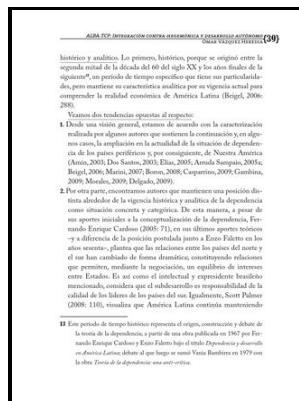 ALBA-TCP: INTEGRACIÓN CONTRA HEGEMÓNICA Y DESARROLLO AUTÓNOMO
OMAR VÁZQUEZ HEREDIA
(39)
histórico y analítico. Lo primero, histórico, porque se originó entre la
segunda mitad de la década del 60 del siglo XX y los años finales de la
siguiente¹³, un período de tiempo específico que tiene sus particularida-
des, pero mantiene su característica analítica por su vigencia actual para
comprender la realidad económica de América Latina (Beigel, 2006:
288).
Veamos dos tendencias opuestas al respecto:
1. Desde una visión general, estamos de acuerdo con la caracterización
realizada por algunos autores que sostienen la continuación y, en algu-
nos casos, la ampliación en la actualidad de la situación de dependen-
cia de los países periféricos y, por consiguiente, de Nuestra América
(Amín, 2003; Dos Santos, 2003; Elías, 2005; Arruda Sampaio, 2005a;
Beigel, 2006; Marini, 2007; Boron, 2008; Casparrino, 2009; Gambina,
2009; Morales, 2009; Delgado, 2009).
2. Por otra parte, encontramos autores que mantienen una posición dis-
tinta alrededor de la vigencia histórica y analítica de la dependencia
como situación concreta y categórica. De esta manera, a pesar de
sus aportes iniciales a la conceptualización de la dependencia, Fer-
nando Enrique Cardoso (2005: 71), en sus últimos aportes teóricos
–y a diferencia de la posición postulada junto a Enzo Faletto en los
años sesenta–, plantea que las relaciones entre los países del norte y
el sur han cambiado de forma dramática, constituyendo relaciones
que permiten, mediante la negociación, un equilibrio de intereses
entre Estados. Es así como el intelectual y expresidente brasileño
mencionado, considera que el subdesarrollo es responsabilidad de la
calidad de los líderes de los países del sur. Igualmente, Scott Palmer
(2008: 110), visualiza que América Latina continúa manteniendo
13 Este período de tiempo histórico representa el origen, construcción y debate de
la teoría de la dependencia; a partir de una obra publicada en 1967 por Fer-
nando Enrique Cardoso y Enzo Faletto bajo el título Dependencia y desarrollo
en América Latina; debate al que luego se sumó Vania Bambirra en 1979 con
la obra Teoría de la dependencia: una anti-crítica.